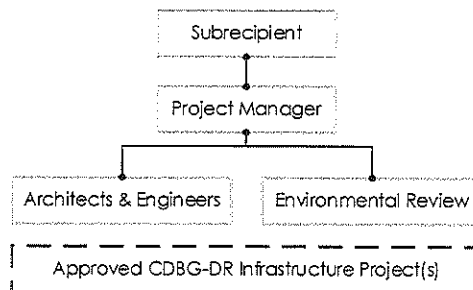 Subrecipient
Project Manager
Architects & Engineers
Environmental Review
Approved CDBG-DR Infrastructure Project(s)